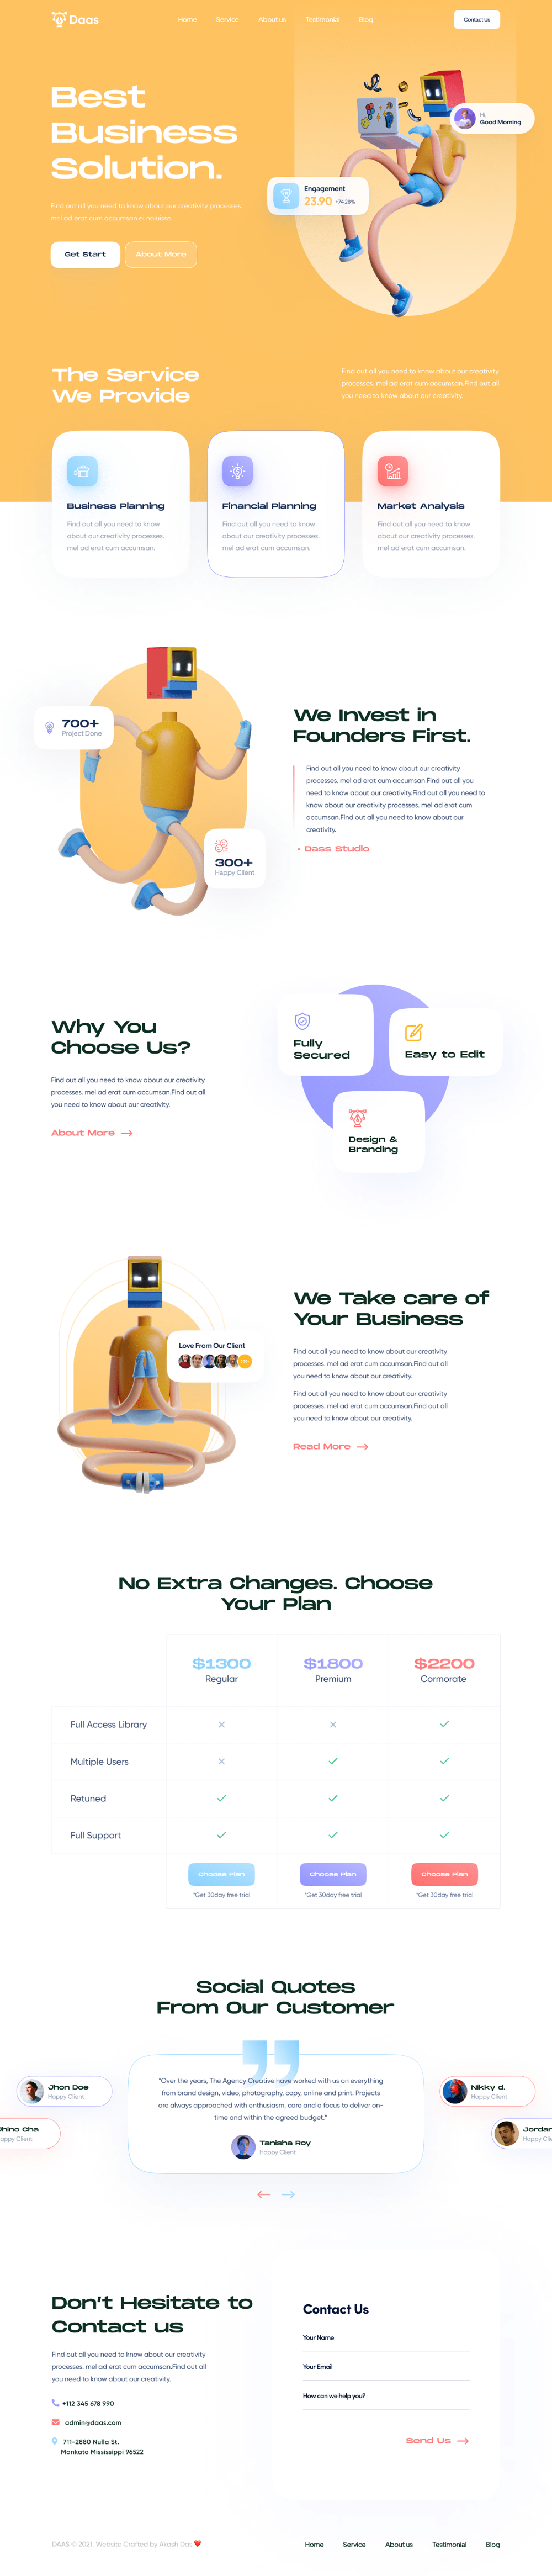 Daas
Home Service About us Testimonial Blog
Contact Us
Best
Business
Solution.
Find out all you need to know about our creativity processes.
mel ad erat cum accumsan ei nolusion
Get Start
About More
Hi,
Good Morning
Engagement
23.90 +74.28%
The Service
We Provide
Find out all you need to know about our creativity
processes. mel ad erat cum accumsan.Find out all
you need to know about our creativity.
Business Planning
Find out all you need to know
about our creativity processes.
mel ad erat cum accumsan.
Financial Planning
Find out all you need to know
about our creativity processes.
mel ad erat cum accumsan.
Market Analysis
Find out all you need to know
about our creativity processes.
mel ad erat cum accumsan.
700+
Project Done
300+
Happy Client
We Invest in
Founders First.
Find out all you need to know about our creativity
processes. mel ad erat cum accumsan.Find out all you
need to know about our creativity.Find out all you need to
know about our creativity processes. mel ad erat cum
accumsan.Find out all you need to know about our
creativity.
• Dass Studio
Why You
Choose Us?
Find out all you need to know about our creativity
processes. mel ad erat cum accumsan.Find out all
you need to know about our creativity.
About More
Fully
Secured
Easy to Edit
Design &
Branding
Love From Our Client
We Take care of
Your Business
Find out all you need to know about our creativity
processes. mel ad erat cum accumsan.Find out all
you need to know about our creativity.
Find out all you need to know about our creativity
processes. mel ad erat cum accumsan.Find out all
you need to know about our creativity.
Read More
No Extra Changes. Choose
Your Plan
$1300 $1800 $2200
Regular Premium Cormorate
Full Access Library
Multiple Users
Retuned
Full Support
Choose Plan Choose Plan Choose Plan
*Get 30day free trial *Get 30day free trial *Get 30day free trial
Social Quotes
From Our Customer
"Over the years, The Agency Creative have worked with us on everything
from brand design, video, photography, copy, online and print. Projects
are always approached with enthusiasm, care and a focus to deliver on-
time and within the agreed budget."
Tanisha Roy
Happy Client
Jhon Doe
Happy Client
hino Cha
appy Client
Nikky d.
Happy Client
Jordar
Happy Clie
Don't Hesitate to
Contact us
Find out all you need to know about our creativity
processes. mel ad erat cum accumsan.Find out all
you need to know about our creativity.
+112 345 678 990
admin@daas.com
711-2880 Nulla St.
Mankato Mississippi 96522
Contact Us
Your Name
Your Email
How can we help you?
Send Us
DAAS © 2021. Website Crafted by Akash Das
Home Service About us Testimonial Blog